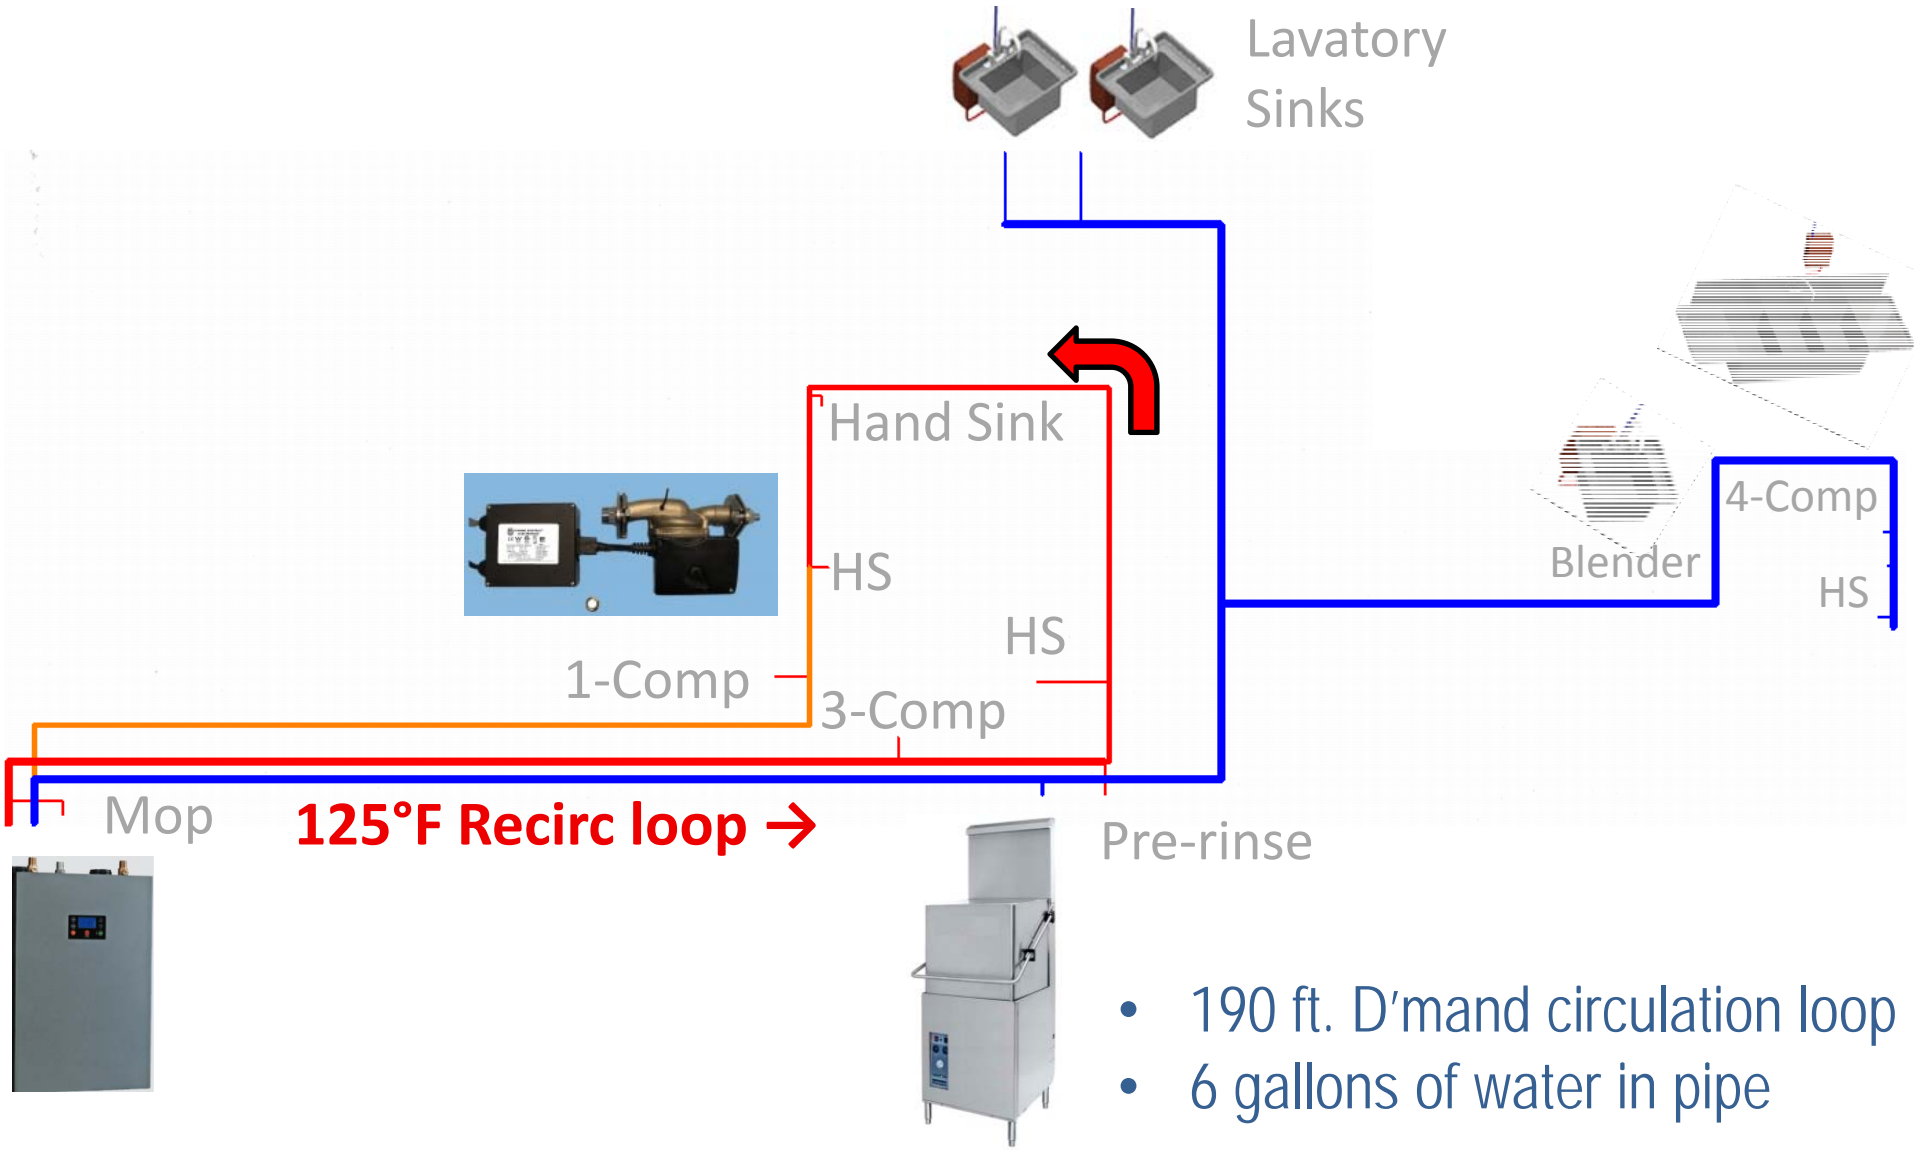 Lavatory
Sinks
Hand Sink
4-Comp
HS
Blender
HS
HS
1-Comp
3-Comp
Mop
125°F Recirc loop →
Pre-rinse
• 190 ft. D’mand circulation loop
• 6 gallons of water in pipe